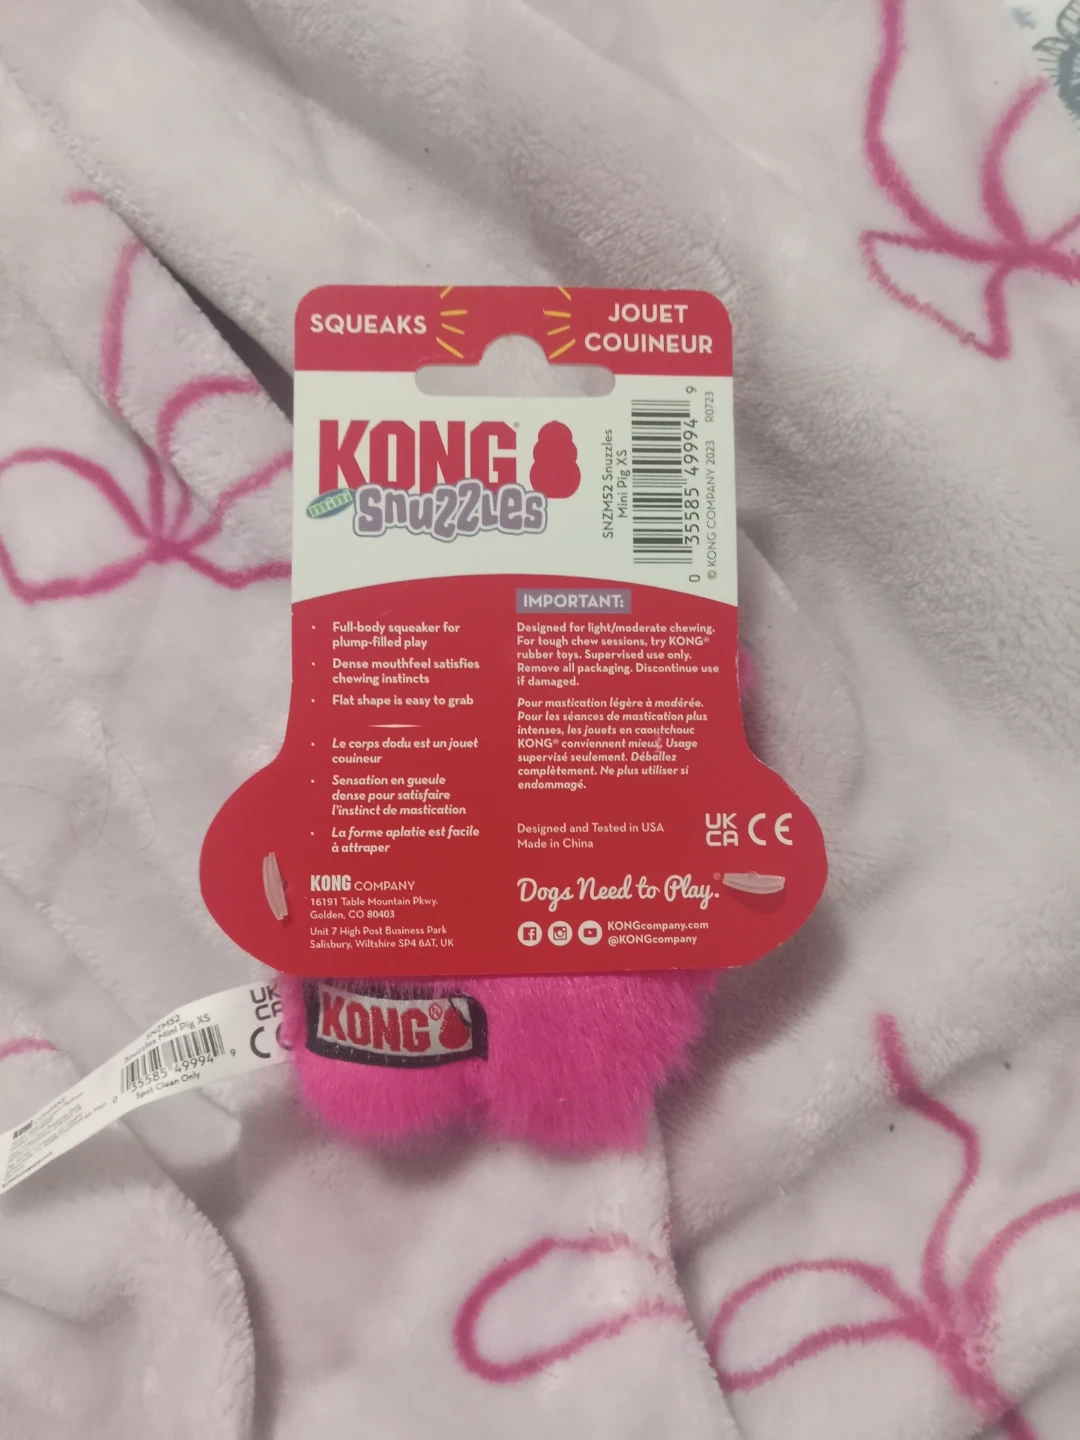 SQUEAKS
JOUET
COUINEUR
KONG®
mini
Snuzzles
SNZM52 Snuzzles
Mini Pig XS
0 35585 49994 9
© KONG COMPANY 2023 R0723
• Full-body squeaker for
plump-filled play
• Dense mouthfeel satisfies
chewing instincts
• Flat shape is easy to grab
• Le corps dodu est un jouet
couineur
• Sensation en gueule
dense pour satisfaire
l'instinct de mastication
• La forme aplatie est facile
à attraper
KONG COMPANY
16191 Table Mountain Pkwy.
Golden, CO 80403
Unit 7 High Post Business Park
Salisbury, Wiltshire SP4 6AT, UK
IMPORTANT:
Designed for light/moderate chewing.
For tough chew sessions, try KONG®
rubber toys. Supervised use only.
Remove all packaging. Discontinue use
if damaged.
Pour mastication légère à modérée.
Pour les séances de mastication plus
intenses, les jouets en caoutchouc
KONG® conviennent mieux. Usage
supervisé seulement. Déballez
complètement. Ne plus utiliser si
endommagé.
Designed and Tested in USA
Made in China
UK
CA CE
Dogs Need to Play.®
KONGcompany.com
@KONGcompany
KONG®
UK
CA
SNZM52
Snuzzles Mini Pig XS
0 35585 49994 9
Spot Clean Only
KONG